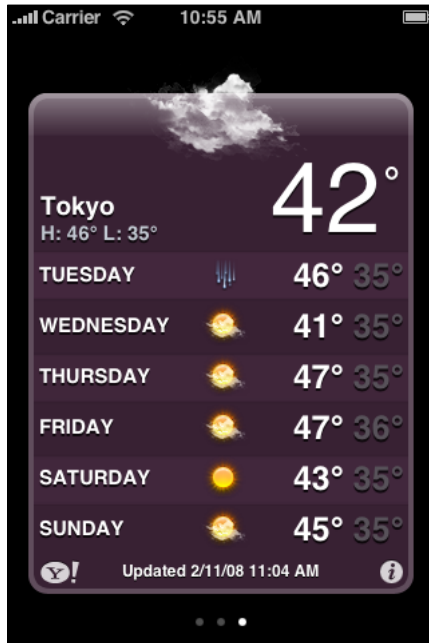 Carrier 10:55 AM
42°
Tokyo
H: 46° L: 35°
TUESDAY 46° 35°
WEDNESDAY 41° 35°
THURSDAY 47° 35°
FRIDAY 47° 36°
SATURDAY 43° 35°
SUNDAY 45° 35°
Y! Updated 2/11/08 11:04 AM i